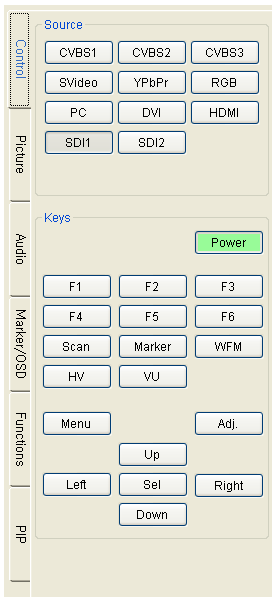 Control
Picture
Audio
Marker/OSD
Functions
PIP
Source
CVBS1 CVBS2 CVBS3
SVideo YPbPr RGB
PC DVI HDMI
SDI1 SDI2
Keys
Power
F1 F2 F3
F4 F5 F6
Scan Marker WFM
HV VU
Menu Adj.
Up
Left Sel Right
Down